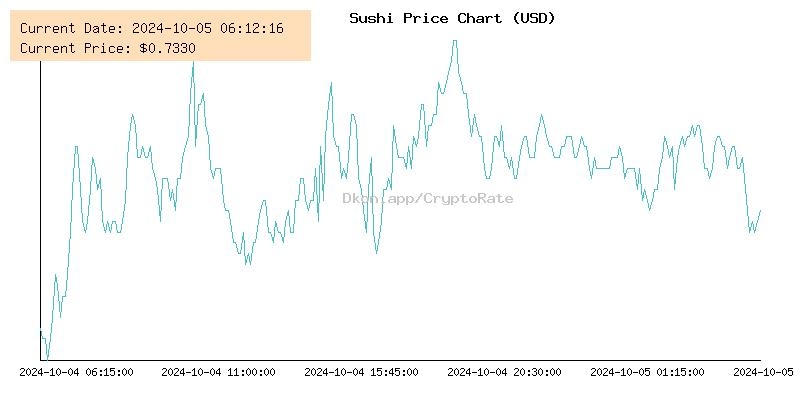 Sushi Price Chart (USD)
Current Date: 2024-10-05 06:12:16
Current Price: $0.7330
Dkon.app/CryptoRate
2024-10-04 06:15:00 2024-10-04 11:00:00 2024-10-04 15:45:00 2024-10-04 20:30:00 2024-10-05 01:15:00 2024-10-05